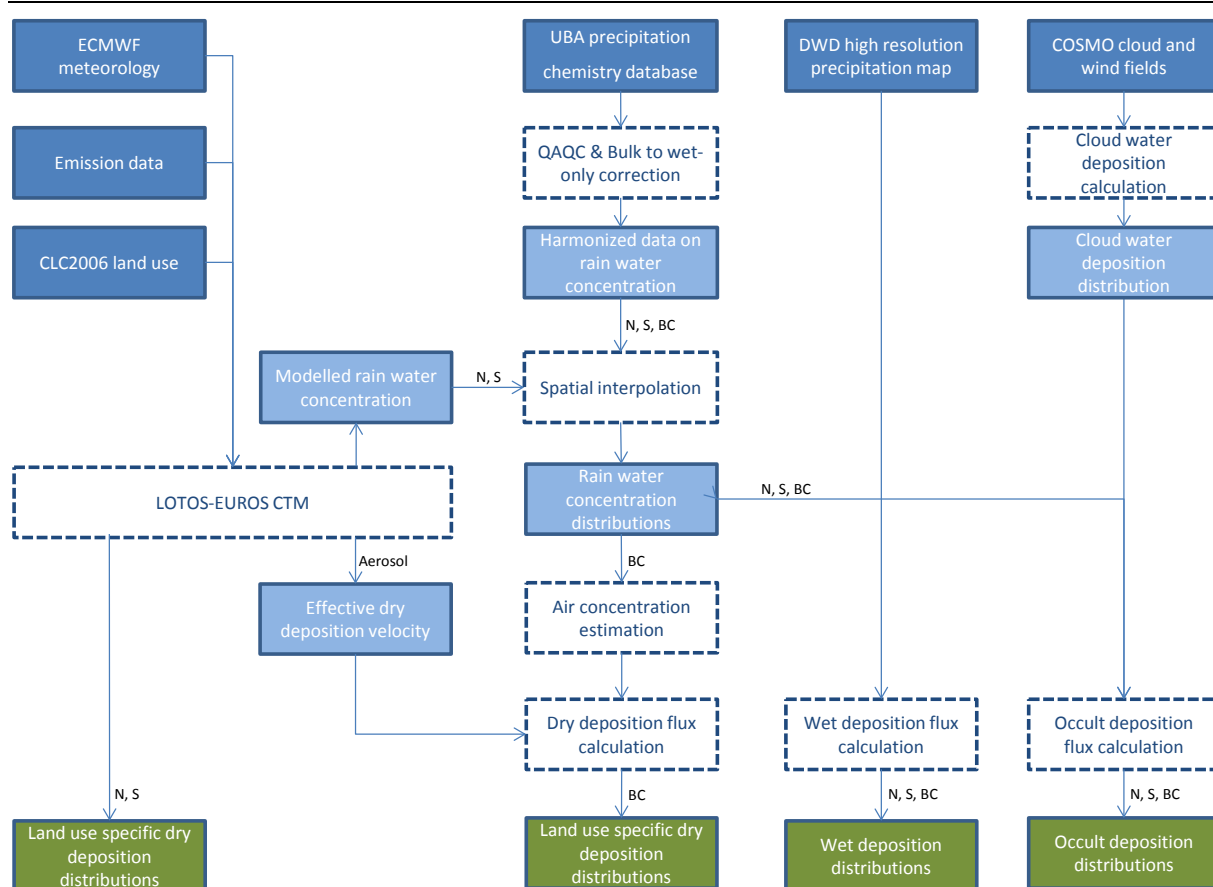 ECMWF
meteorology
UBA precipitation
chemistry database
DWD high resolution
precipitation map
COSMO cloud and
wind fields
Emission data
QAQC & Bulk to wet-
only correction
Cloud water
deposition
calculation
CLC2006 land use
Harmonized data on
rain water
concentration
Cloud water
deposition
distribution
N, S, BC
Modelled rain water
concentration
N, S
Spatial interpolation
LOTOS-EUROS CTM
Rain water
concentration
distributions
N, S, BC
Aerosol
BC
Effective dry
deposition velocity
Air concentration
estimation
Dry deposition flux
calculation
Wet deposition flux
calculation
Occult deposition
flux calculation
N, S
BC
N, S, BC
N, S, BC
Land use specific dry
deposition
distributions
Land use specific dry
deposition
distributions
Wet deposition
distributions
Occult deposition
distributions